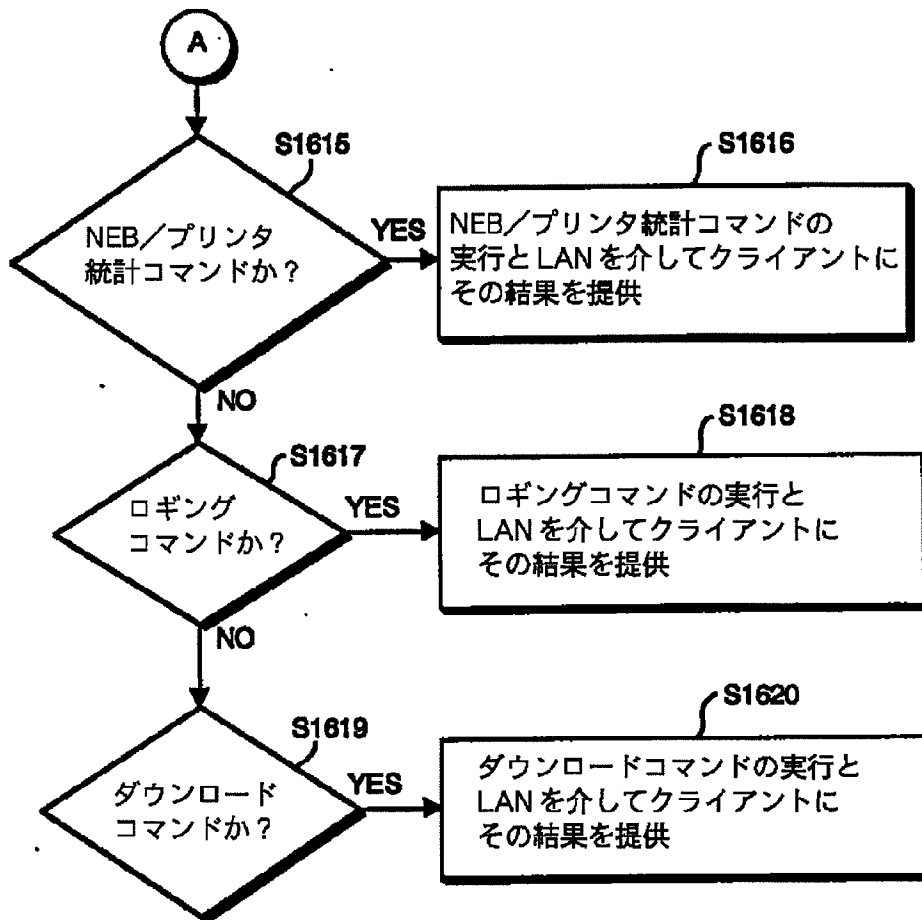 A
S1615
NEB／プリンタ
統計コマンドか？
YES
S1616
NEB／プリンタ統計コマンドの
実行とLANを介してクライアントに
その結果を提供
NO
S1617
ロギング
コマンドか？
YES
S1618
ロギングコマンドの実行と
LANを介してクライアントに
その結果を提供
NO
S1619
ダウンロード
コマンドか？
YES
S1620
ダウンロードコマンドの実行と
LANを介してクライアントに
その結果を提供